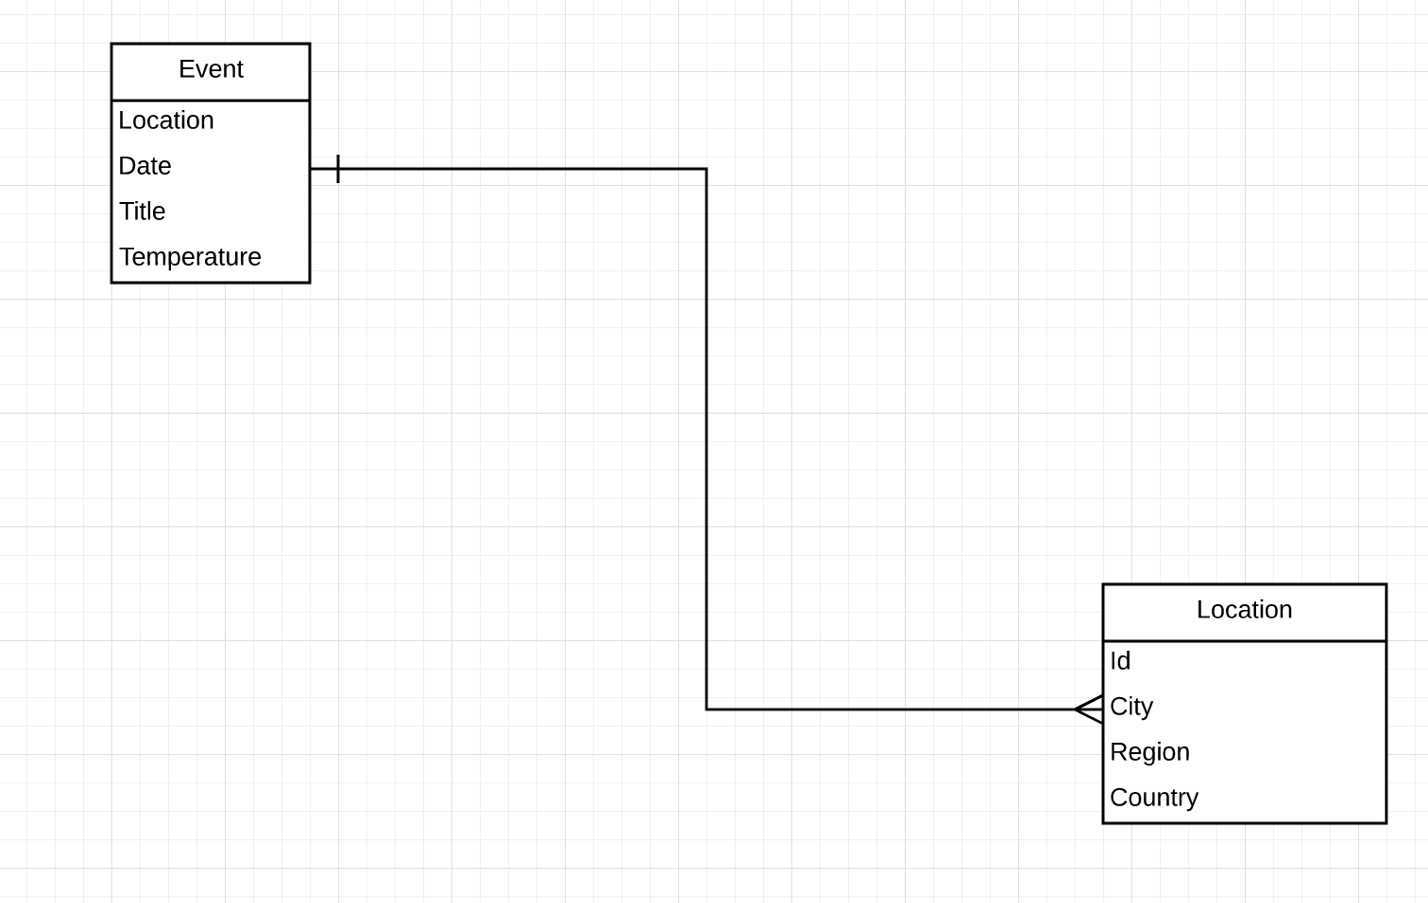 Event
Location
Date
Title
Temperature
Location
Id
City
Region
Country